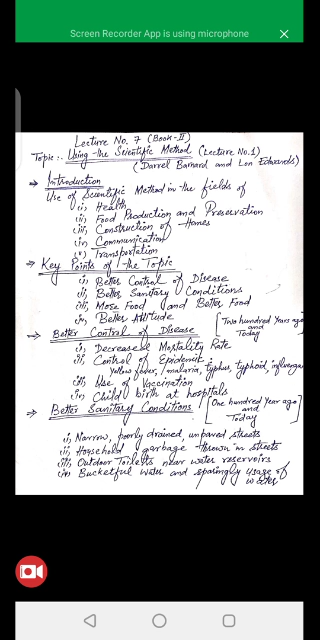 Screen Recorder App is using microphone
Lecture No. 7 (Book-II)
Topic:- Using the Scientific Method (Lecture No.1)
(Darrel Barnard and Lon Edwards)
⇒ Introduction
Use of Scientific Method in the fields of
i, Health
ii, Food Production and Preservation
iii, Construction of Homes
iv, Communication
v, Transportation
⇒ Key Points of the Topic
i, Better Control of Disease
ii, Better Sanitary Conditions
iii, More Food and Better Food
iv, Better Attitude
⇒ Better Control of Disease [Two hundred Years ago and Today]
i, Decreased Mortality Rate
ii, Control of Epidemic
yellow fever, malaria, typhus, typhoid, influenza
iii, Use of Vaccination
iv, Child birth at hospitals
⇒ Better Sanitary Conditions [One hundred Year ago and Today]
i, Narrow, poorly drained, unpaved streets
ii, Household garbage thrown in streets
iii, Outdoor Toilets near water reservoirs
iv, Bucketful water and sparingly usage of water